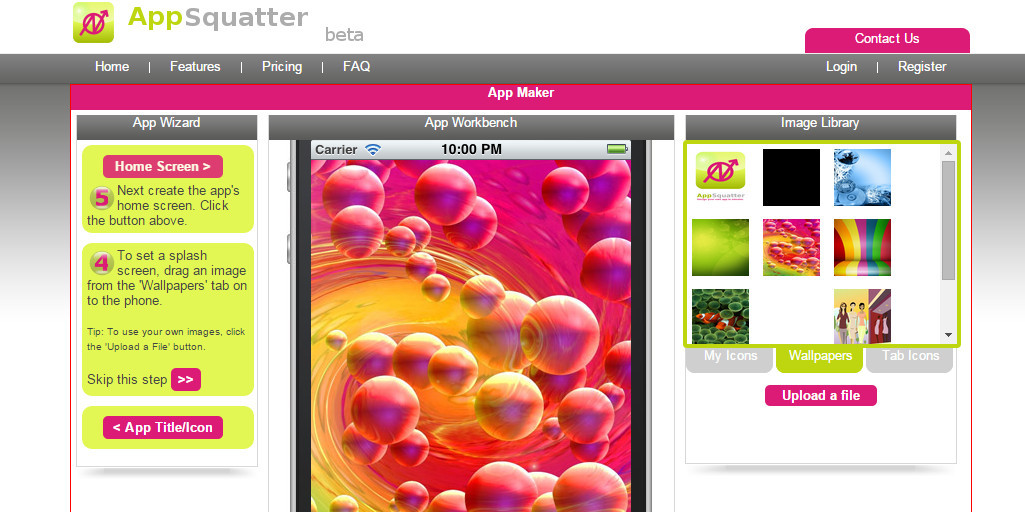 AppSquatter
beta
Contact Us
Home | Features | Pricing | FAQ
Login | Register
App Maker
App Wizard
Home Screen >
5 Next create the app's
home screen. Click
the button above.
4 To set a splash
screen, drag an image
from the 'Wallpapers' tab on
to the phone.
Tip: To use your own images, click
the 'Upload a File' button.
Skip this step >>
< App Title/Icon
App Workbench
Carrier 10:00 PM
Image Library
AppSquatter
My Icons Wallpapers Tab Icons
Upload a file